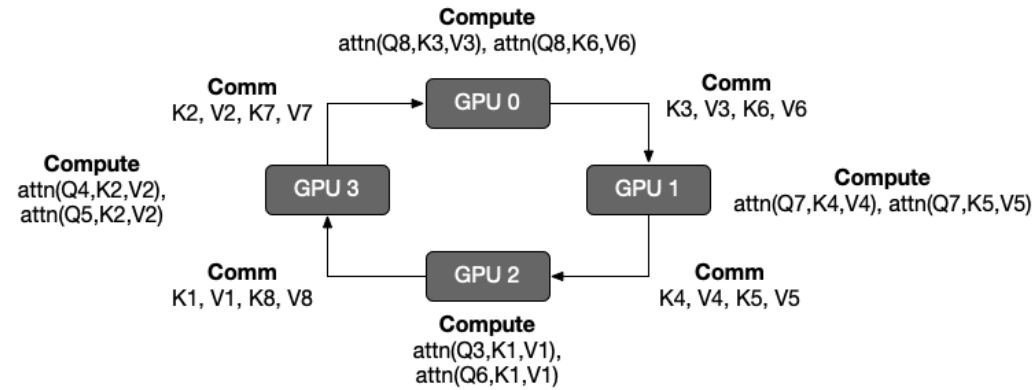 Compute
attn(Q8,K3,V3), attn(Q8,K6,V6)
Comm
K2, V2, K7, V7
GPU 0
Comm
K3, V3, K6, V6
Compute
attn(Q4,K2,V2),
attn(Q5,K2,V2)
GPU 3
GPU 1
Compute
attn(Q7,K4,V4), attn(Q7,K5,V5)
Comm
K1, V1, K8, V8
GPU 2
Comm
K4, V4, K5, V5
Compute
attn(Q3,K1,V1),
attn(Q6,K1,V1)